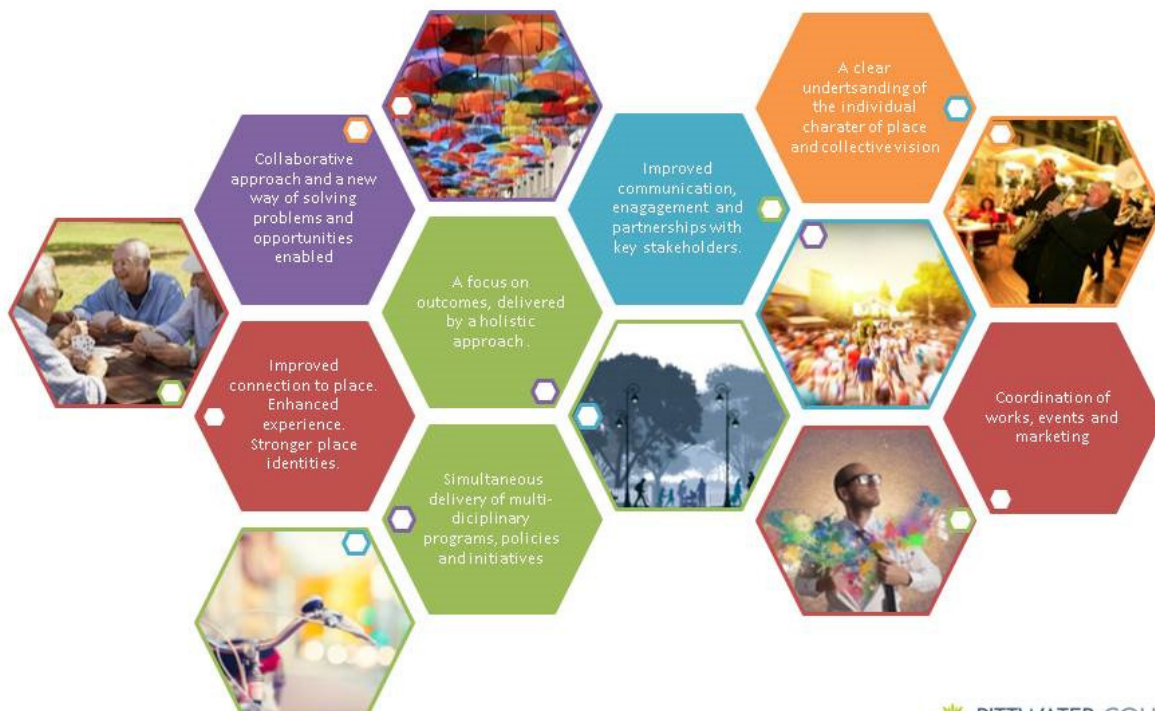 A clear
undertsanding of
the individual
charater of place
and collective vision
Collaborative
approach and a new
way of solving
problems and
opportunities
enabled
Improved
communication,
enagagement and
partnerships with
key stakeholders.
A focus on
outcomes, delivered
by a holistic
approach .
Improved
connection to place.
Enhanced
experience.
Stronger place
identities.
Coordination of
works, events and
marketing
Simultaneous
delivery of multi-
diciplinary
programs, policies
and initiatives